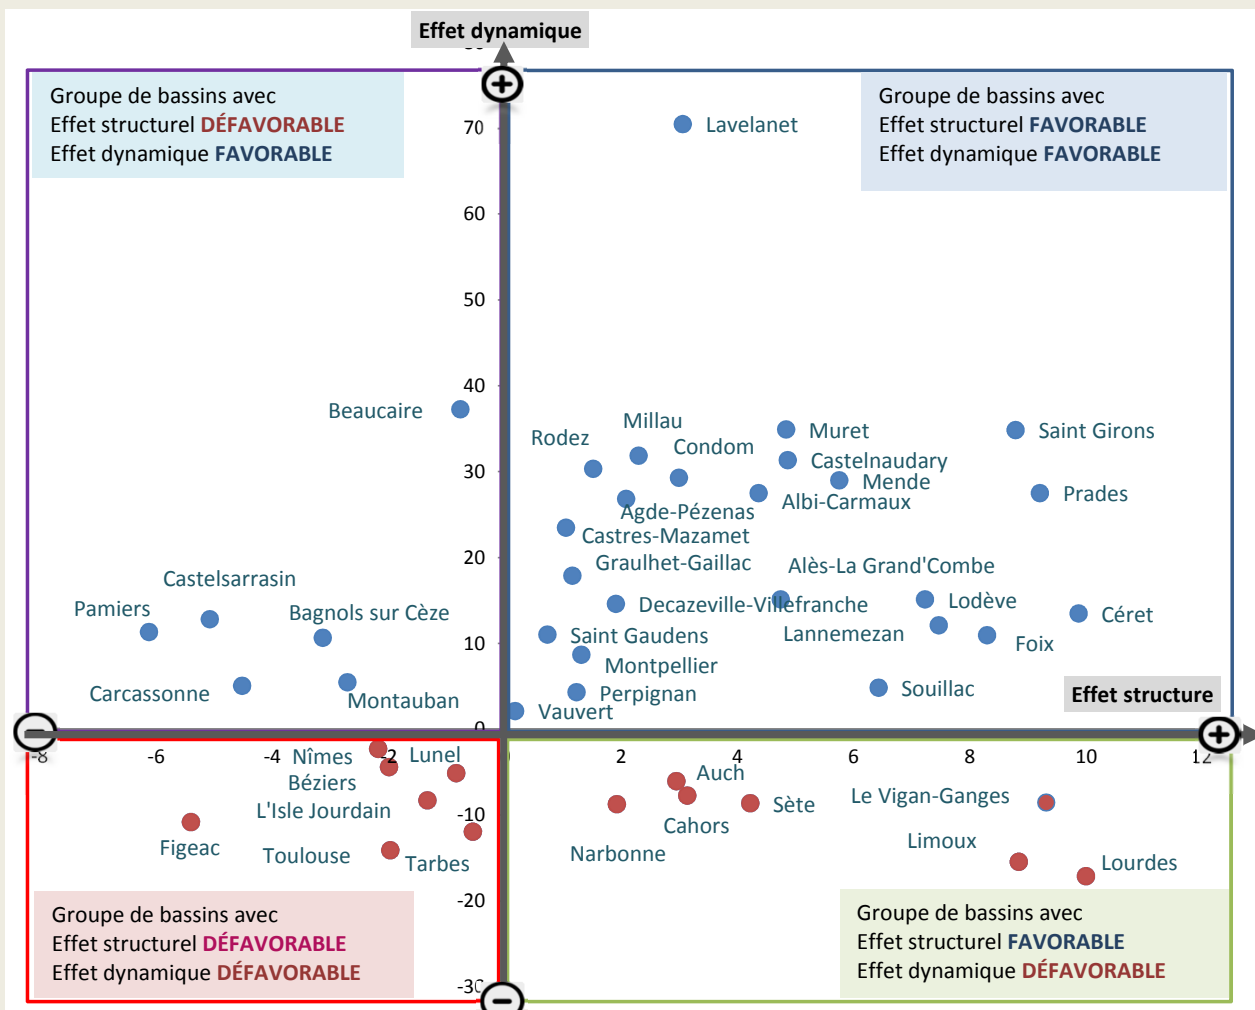 Effet dynamique
Groupe de bassins avec
Effet structurel DÉFAVORABLE
Effet dynamique FAVORABLE
Groupe de bassins avec
Effet structurel FAVORABLE
Effet dynamique FAVORABLE
70
Lavelanet
60
50
40
Beaucaire
Millau
Muret
Saint Girons
Rodez
Condom
30
Castelnaudary
Mende
Prades
Albi-Carmaux
Agde-Pézenas
Castres-Mazamet
20
Graulhet-Gaillac
Alès-La Grand'Combe
Castelsarrasin
Pamiers
Bagnols sur Cèze
Decazeville-Villefranche
Lodève
Céret
10
Saint Gaudens
Lannemezan
Foix
Montpellier
Carcassonne
Montauban
Perpignan
Souillac
Effet structure
Vauvert
0
-8 -6 -4 -2 2 4 6 8 10 12
Nîmes
Lunel
Béziers
Auch
L'Isle Jourdain
-10
Cahors
Sète
Le Vigan-Ganges
Figeac
Toulouse
Tarbes
Narbonne
Limoux
Lourdes
-20
Groupe de bassins avec
Effet structurel DÉFAVORABLE
Effet dynamique DÉFAVORABLE
Groupe de bassins avec
Effet structurel FAVORABLE
Effet dynamique DÉFAVORABLE
-30